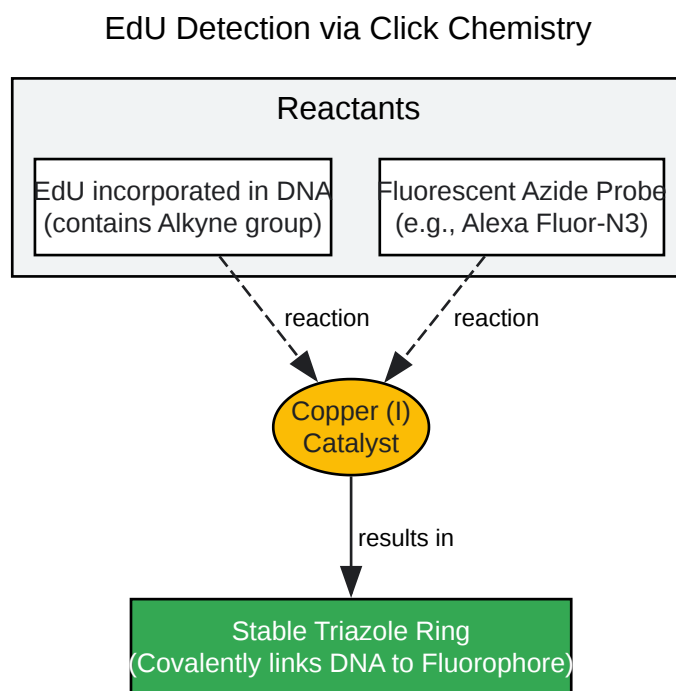 EdU Detection via Click Chemistry
Reactants
EdU incorporated in DNA
(contains Alkyne group)
Fluorescent Azide Probe
(e.g., Alexa Fluor-N3)
reaction
reaction
Copper (I)
Catalyst
results in
Stable Triazole Ring
(Covalently links DNA to Fluorophore)